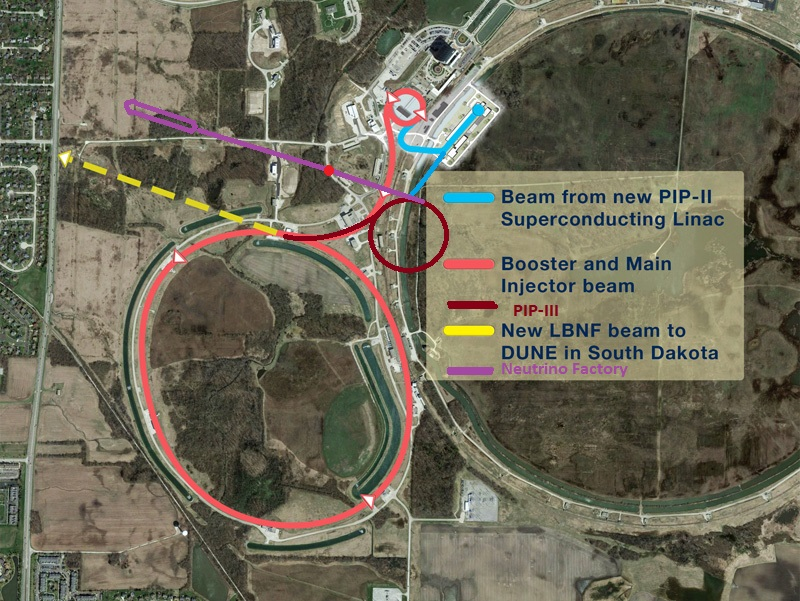 Beam from new PIP-II
Superconducting Linac
Booster and Main
Injector beam
PIP-III
New LBNF beam to
DUNE in South Dakota
Neutrino Factory